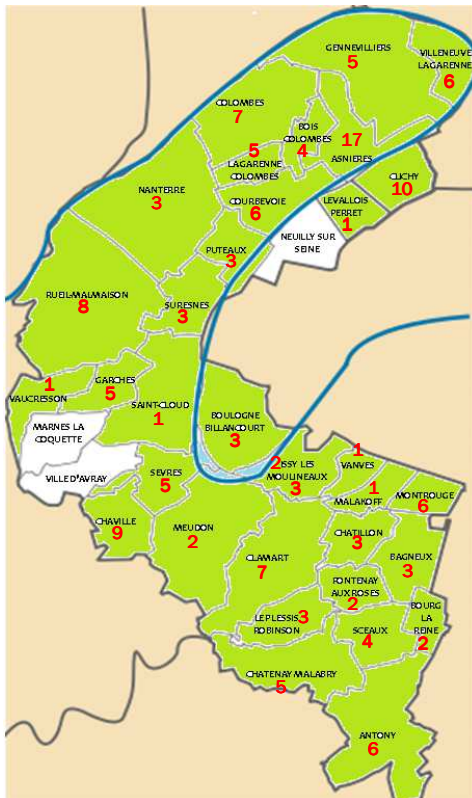 GENNEVILLIERS
5
VILLENEUVE
LAGARENNE
6
COLOMBES
7
BOIS
COLOMBES
4
17
ASNIERES
5
LAGARENNE
COLOMBES
CLICHY
10
NANTERRE
3
COURBEVOIE
6
LEVALLOIS
PERRET
1
NEUILLY SUR
SEINE
PUTEAUX
3
RUEIL-MALMAISON
8
SURESNES
3
1
VAUCRESSON
GARCHES
5
SAINT-CLOUD
1
BOULOGNE
BILLANCOURT
3
MARNES LA
COQUETTE
VILLE D'AVRAY
SEVRES
5
2
ISSY LES
MOULINEAUX
3
1
VANVES
1
MALAKOFF
MONTROUGE
6
CHAVILLE
9
MEUDON
2
CLAMART
7
CHATILLON
3
BAGNEUX
3
FONTENAY
AUX ROSES
2
BOURG
LA
REINE
2
LE PLESSIS
ROBINSON
3
SCEAUX
4
CHATENAY MALABRY
5
ANTONY
6